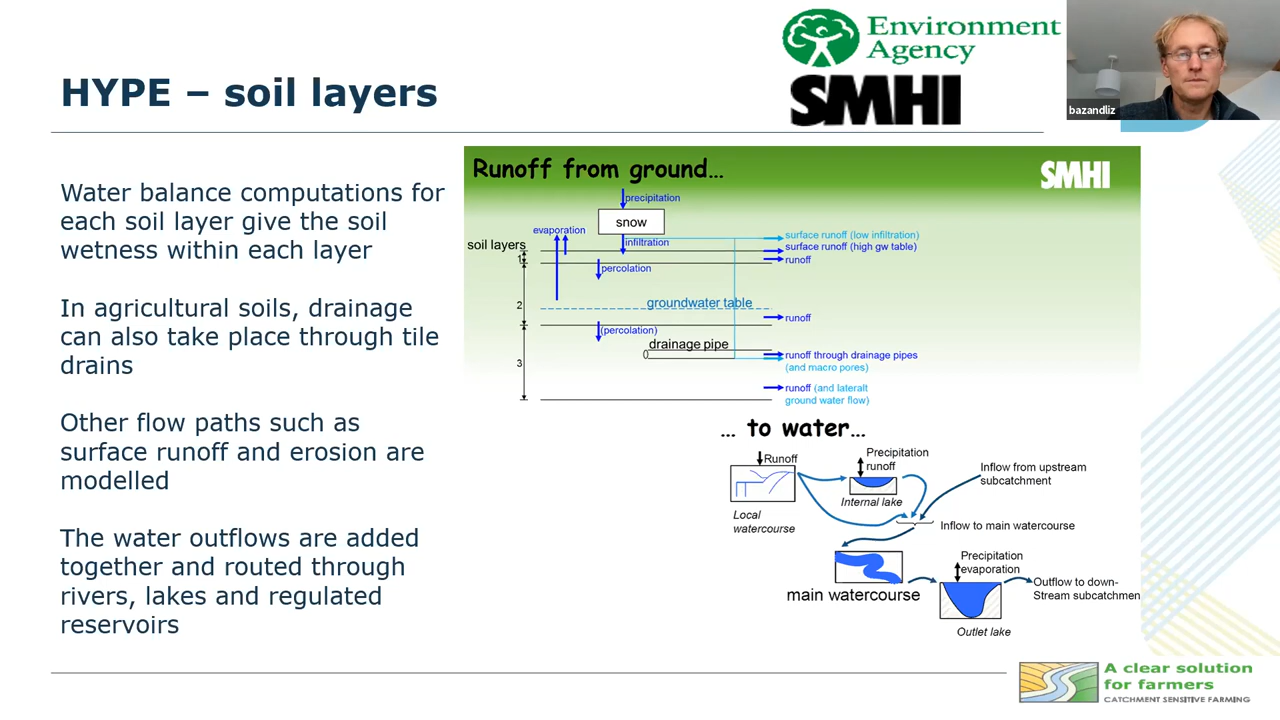 HYPE – soil layers
Environment
Agency
SMHI
bazandliz
Water balance computations for
each soil layer give the soil
wetness within each layer
In agricultural soils, drainage
can also take place through tile
drains
Other flow paths such as
surface runoff and erosion are
modelled
The water outflows are added
together and routed through
rivers, lakes and regulated
reservoirs
Runoff from ground...
SMHI
precipitation
snow
evaporation
infiltration
soil layers
surface runoff (low infiltration)
surface runoff (high gw table)
runoff
1
percolation
2
groundwater table
runoff
(percolation)
drainage pipe
3
runoff through drainage pipes
(and macro pores)
runoff (and lateralt
ground water flow)
... to water...
Runoff
Precipitation
runoff
Inflow from upstream
subcatchment
Internal lake
Local
watercourse
Inflow to main watercourse
Precipitation
evaporation
main watercourse
Outflow to down-
Stream subcatchmen
Outlet lake
A clear solution
for farmers
CATCHMENT SENSITIVE FARMING